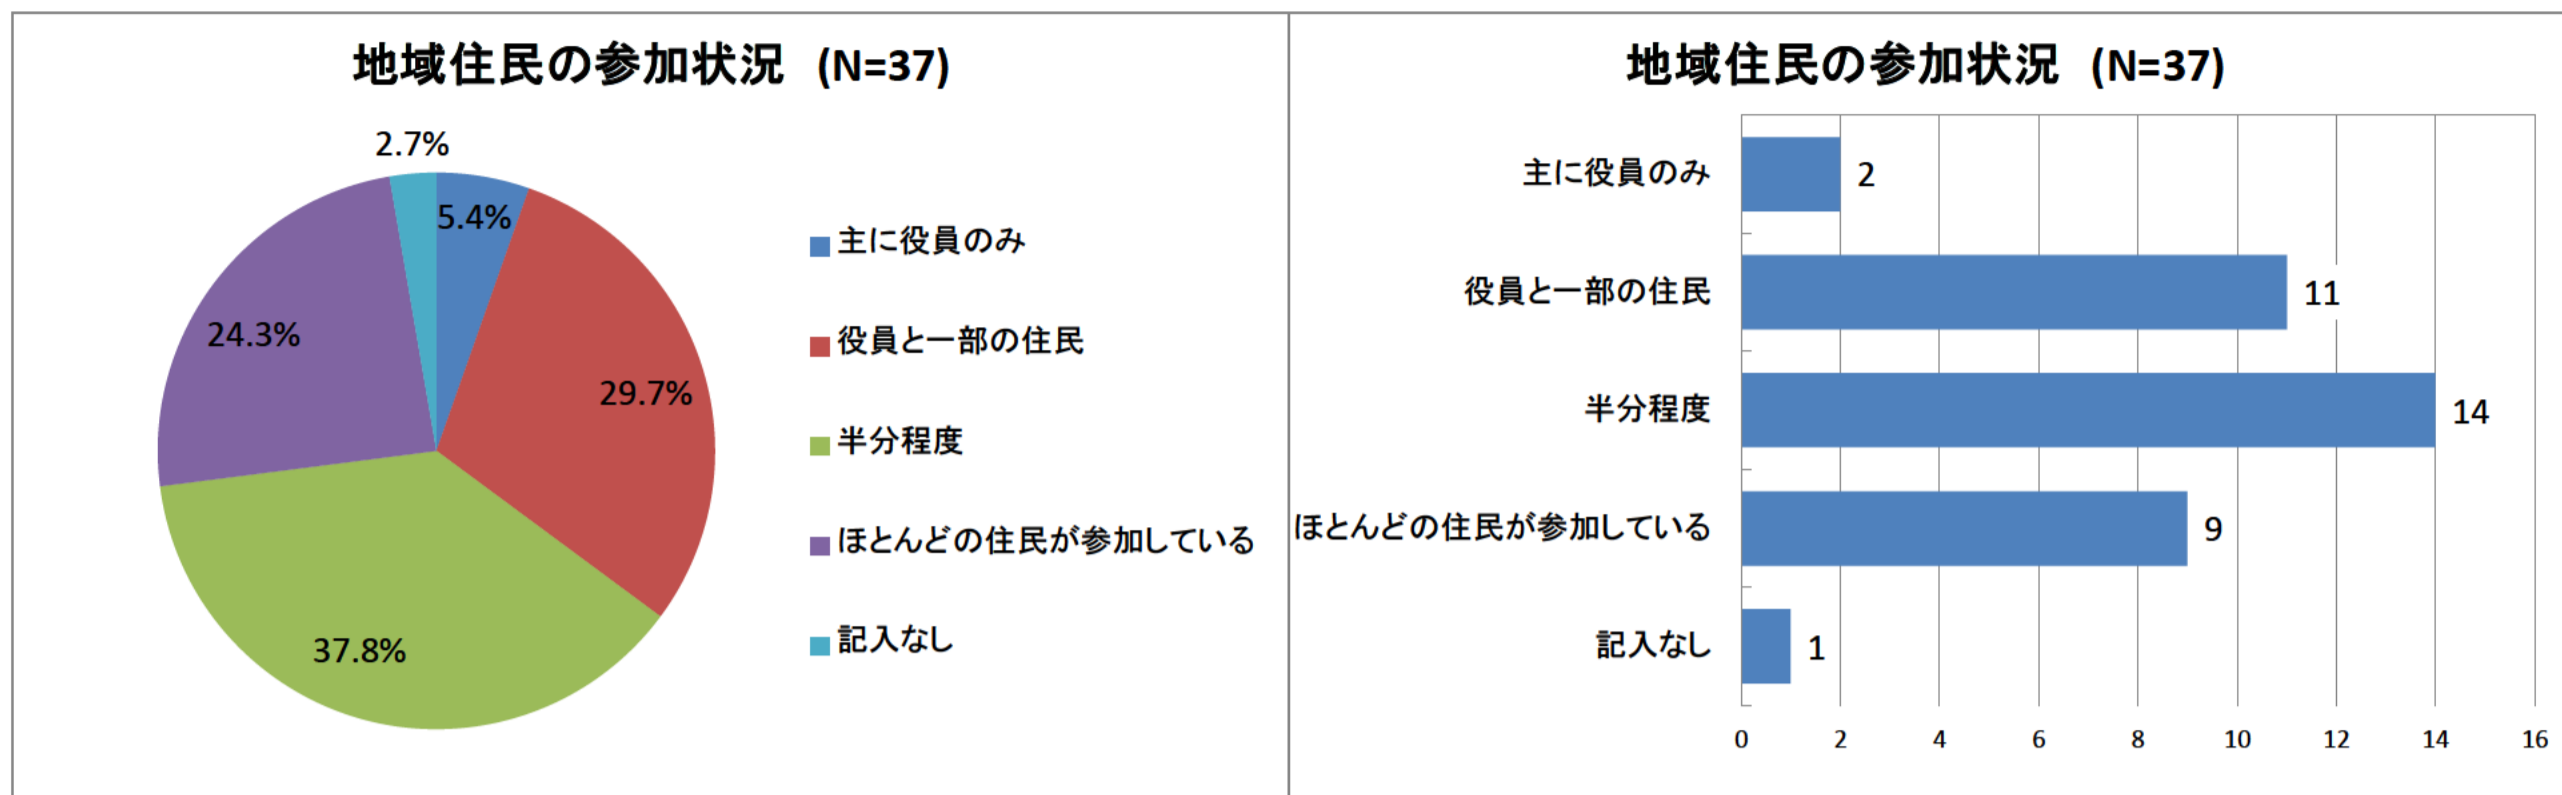 地域住民の参加状況 (N=37)
2.7%
5.4%
24.3%
29.7%
37.8%
主に役員のみ
役員と一部の住民
半分程度
ほとんどの住民が参加している
記入なし
地域住民の参加状況 (N=37)
主に役員のみ 2
役員と一部の住民 11
半分程度 14
ほとんどの住民が参加している 9
記入なし 1
0 2 4 6 8 10 12 14 16